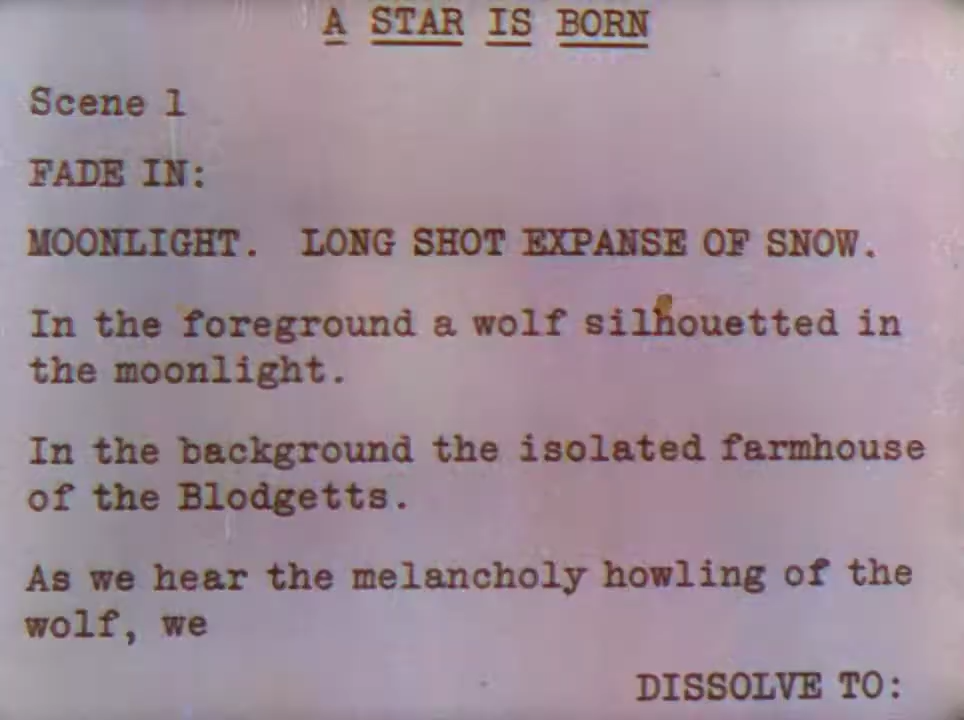 A STAR IS BORN
Scene 1
FADE IN:
MOONLIGHT. LONG SHOT EXPANSE OF SNOW.
In the foreground a wolf silhouetted in
the moonlight.
In the background the isolated farmhouse
of the Blodgetts.
As we hear the melancholy howling of the
wolf, we
DISSOLVE TO: